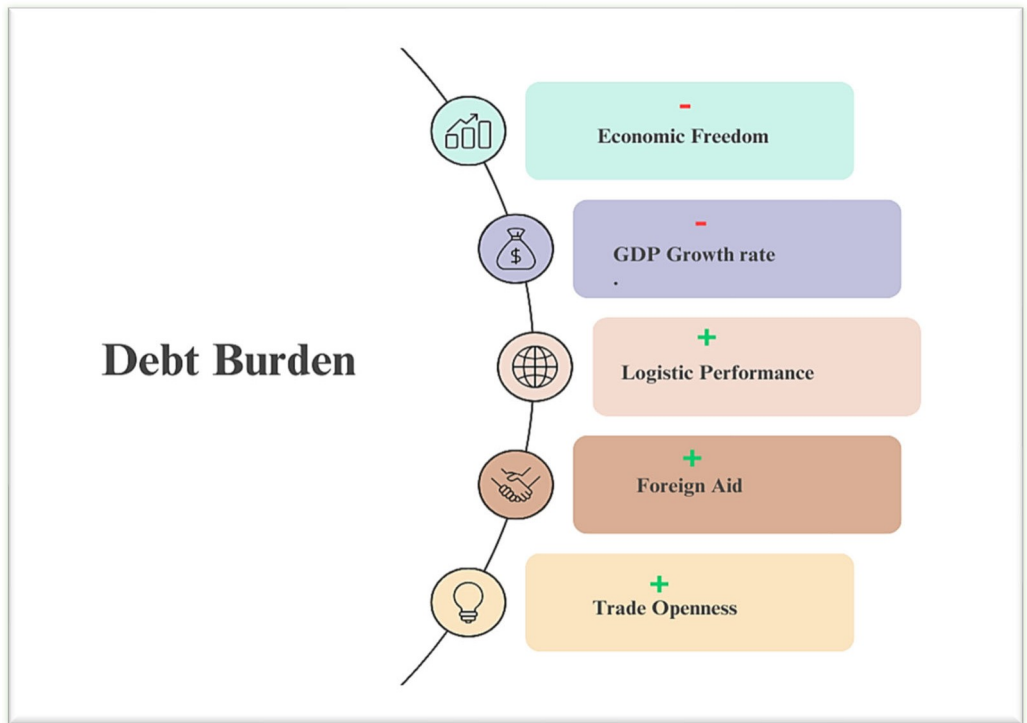 Debt Burden
-
Economic Freedom
-
GDP Growth rate
.
+
Logistic Performance
+
Foreign Aid
+
Trade Openness
$